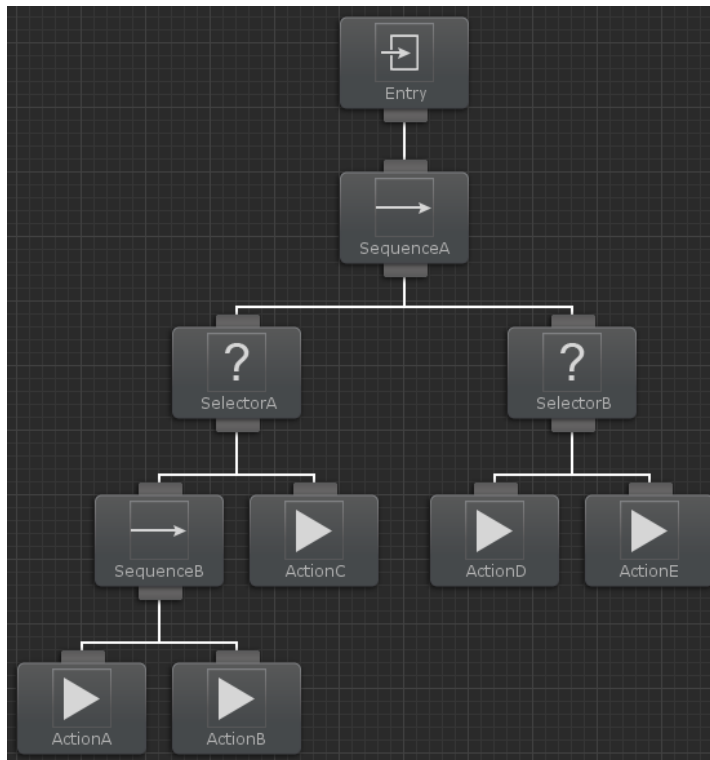 Entry
SequenceA
?
SelectorA
?
SelectorB
SequenceB
ActionC
ActionD
ActionE
ActionA
ActionB